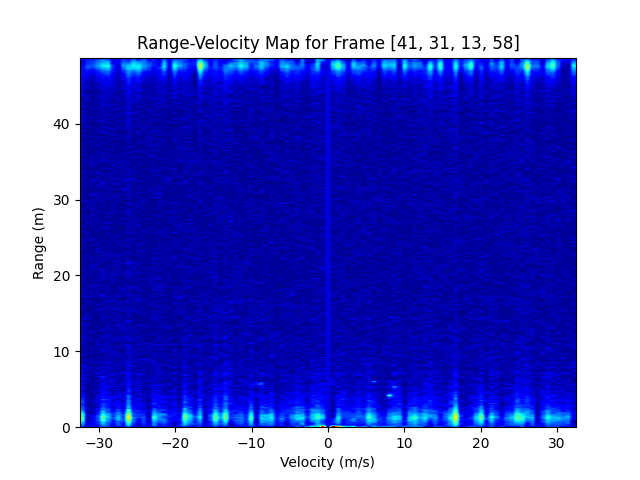 Range-Velocity Map for Frame [41, 31, 13, 58]
40
30
20
10
0
Range (m)
−30 −20 −10 0 10 20 30
Velocity (m/s)